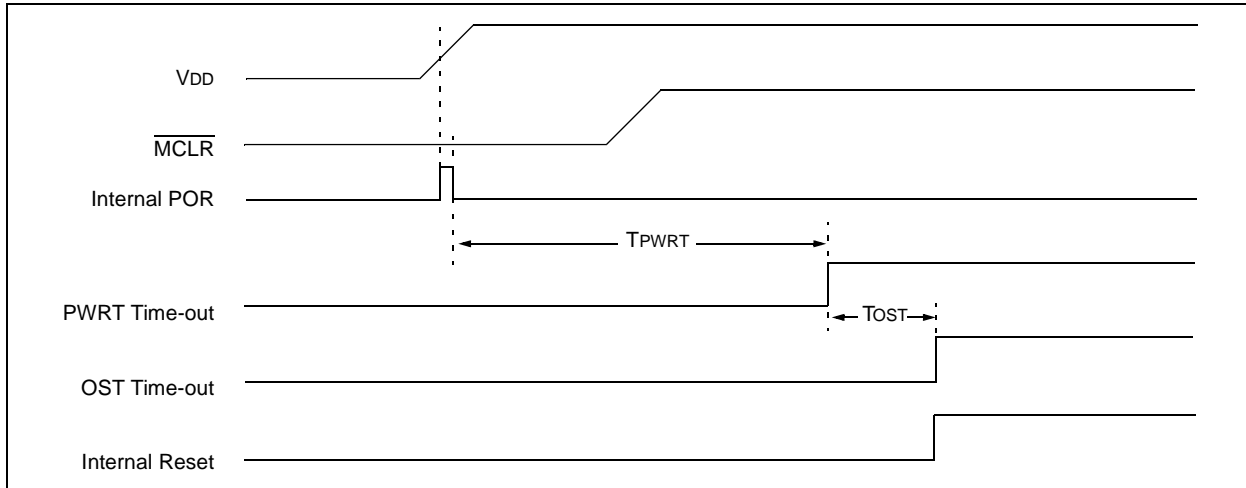 VDD
MCLR
Internal POR
TPWRT
PWRT Time-out
TOST
OST Time-out
Internal Reset